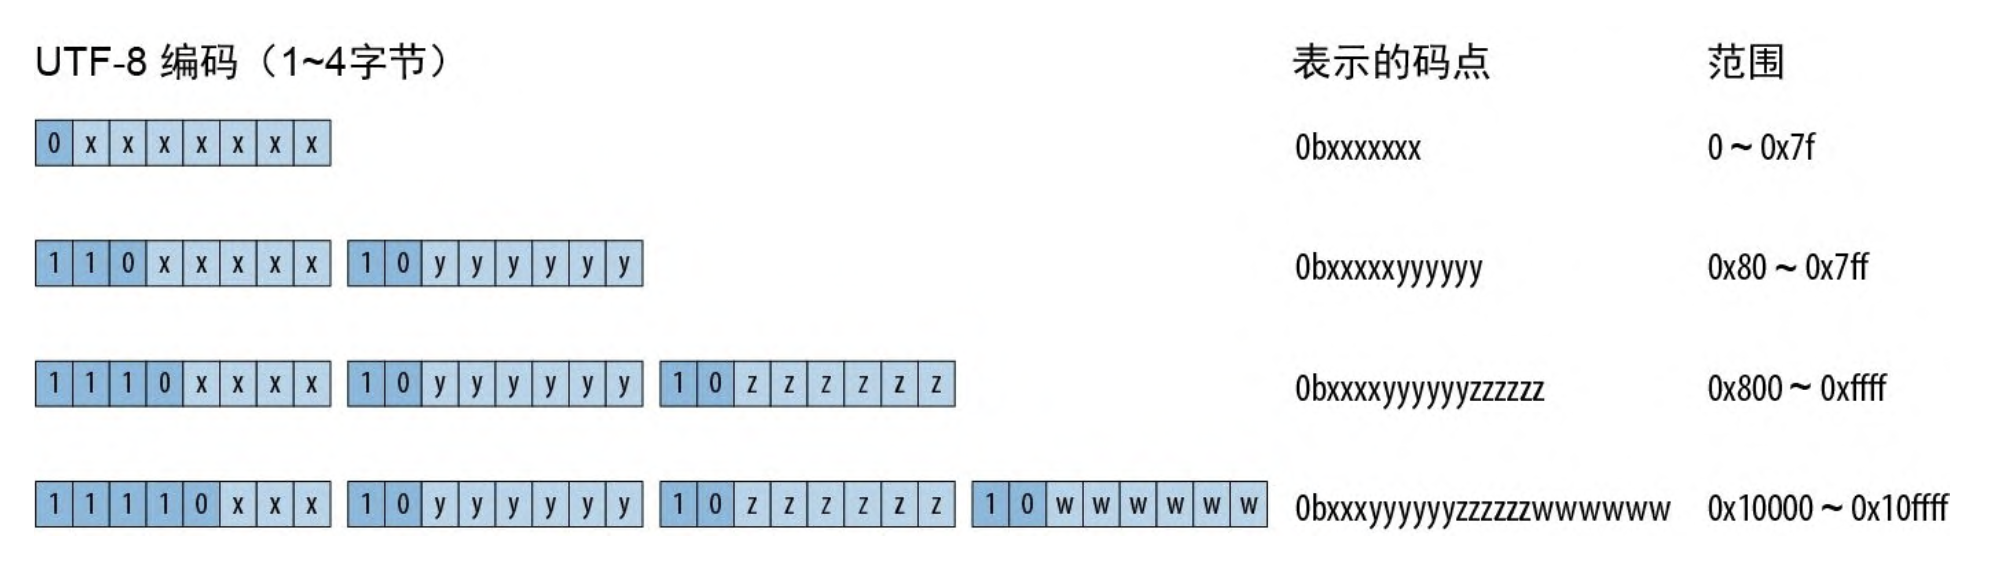 UTF-8 编码（1~4字节） 表示的码点 范围
0 x x x x x x x 0bxxxxxxx 0 ~ 0x7f
1 1 0 x x x x x 1 0 y y y y y y 0bxxxxxyyyyyy 0x80 ~ 0x7ff
1 1 1 0 x x x x 1 0 y y y y y y 1 0 z z z z z z 0bxxxxyyyyyyzzzzzz 0x800 ~ 0xffff
1 1 1 1 0 x x x 1 0 y y y y y y 1 0 z z z z z z 1 0 w w w w w w 0bxxxyyyyyyzzzzzzwwwwww 0x10000 ~ 0x10ffff